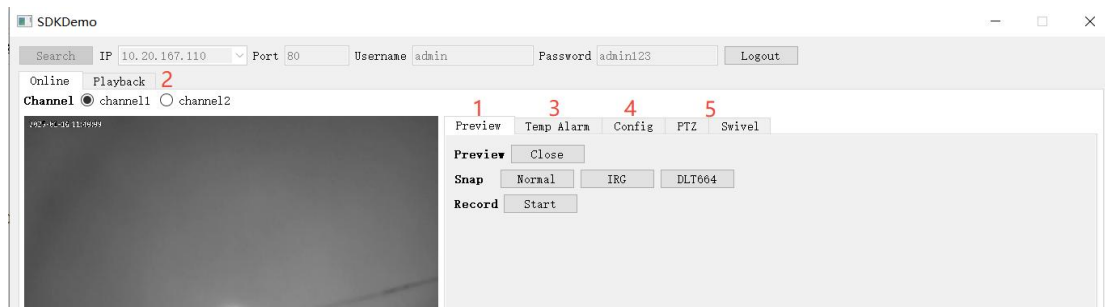 SDKDemo
Search IP 10.20.167.110 Port 80 Username admin Password admin123 Logout
Online Playback 2
Channel channel1 channel2
1 3 4 5
Preview Temp Alarm Config PTZ Swivel
Preview Close
Snap Normal IRG DLT664
Record Start